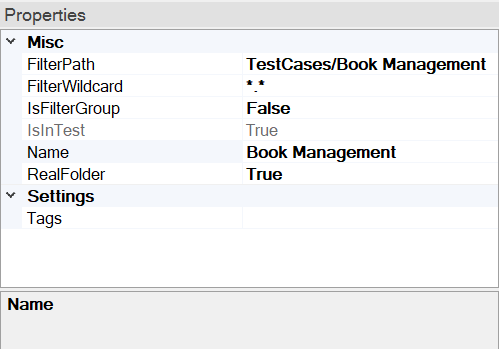 Properties
Misc
FilterPath TestCases/Book Management
FilterWildcard *.*
IsFilterGroup False
IsInTest True
Name Book Management
RealFolder True
Settings
Tags
Name